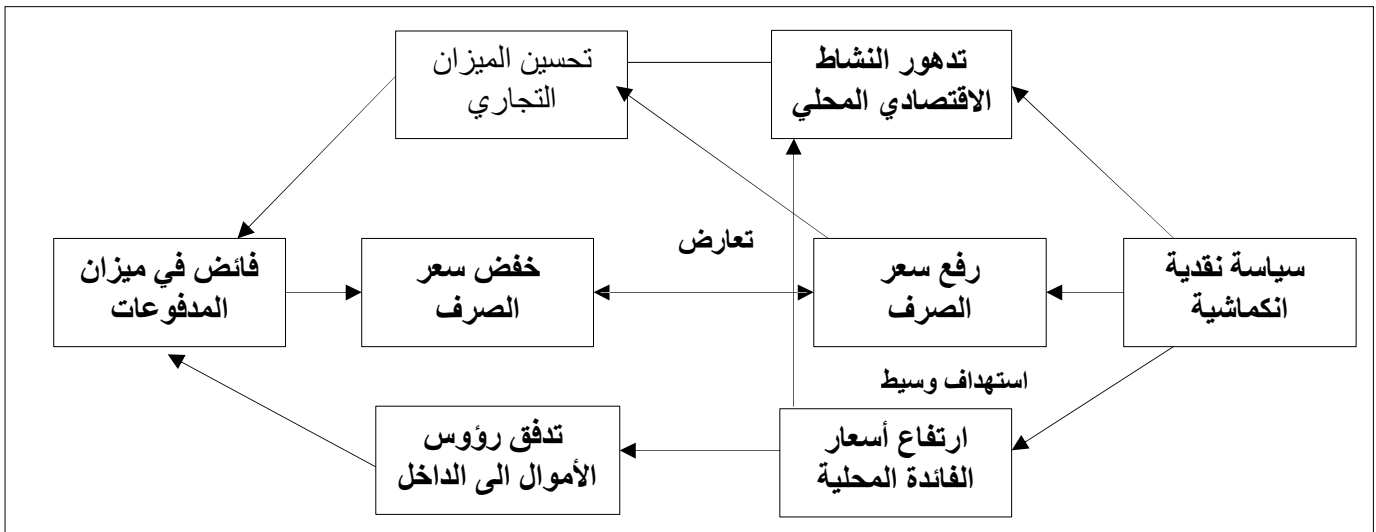 تدهور النشاط
الاقتصادي المحلي
تحسين الميزان
التجاري
تعارض
سياسة نقدية
انكماشية
رفع سعر
الصرف
خفض سعر
الصرف
فائض في ميزان
المدفوعات
استهداف وسيط
ارتفاع أسعار
الفائدة المحلية
تدفق رؤوس
الأموال الى الداخل